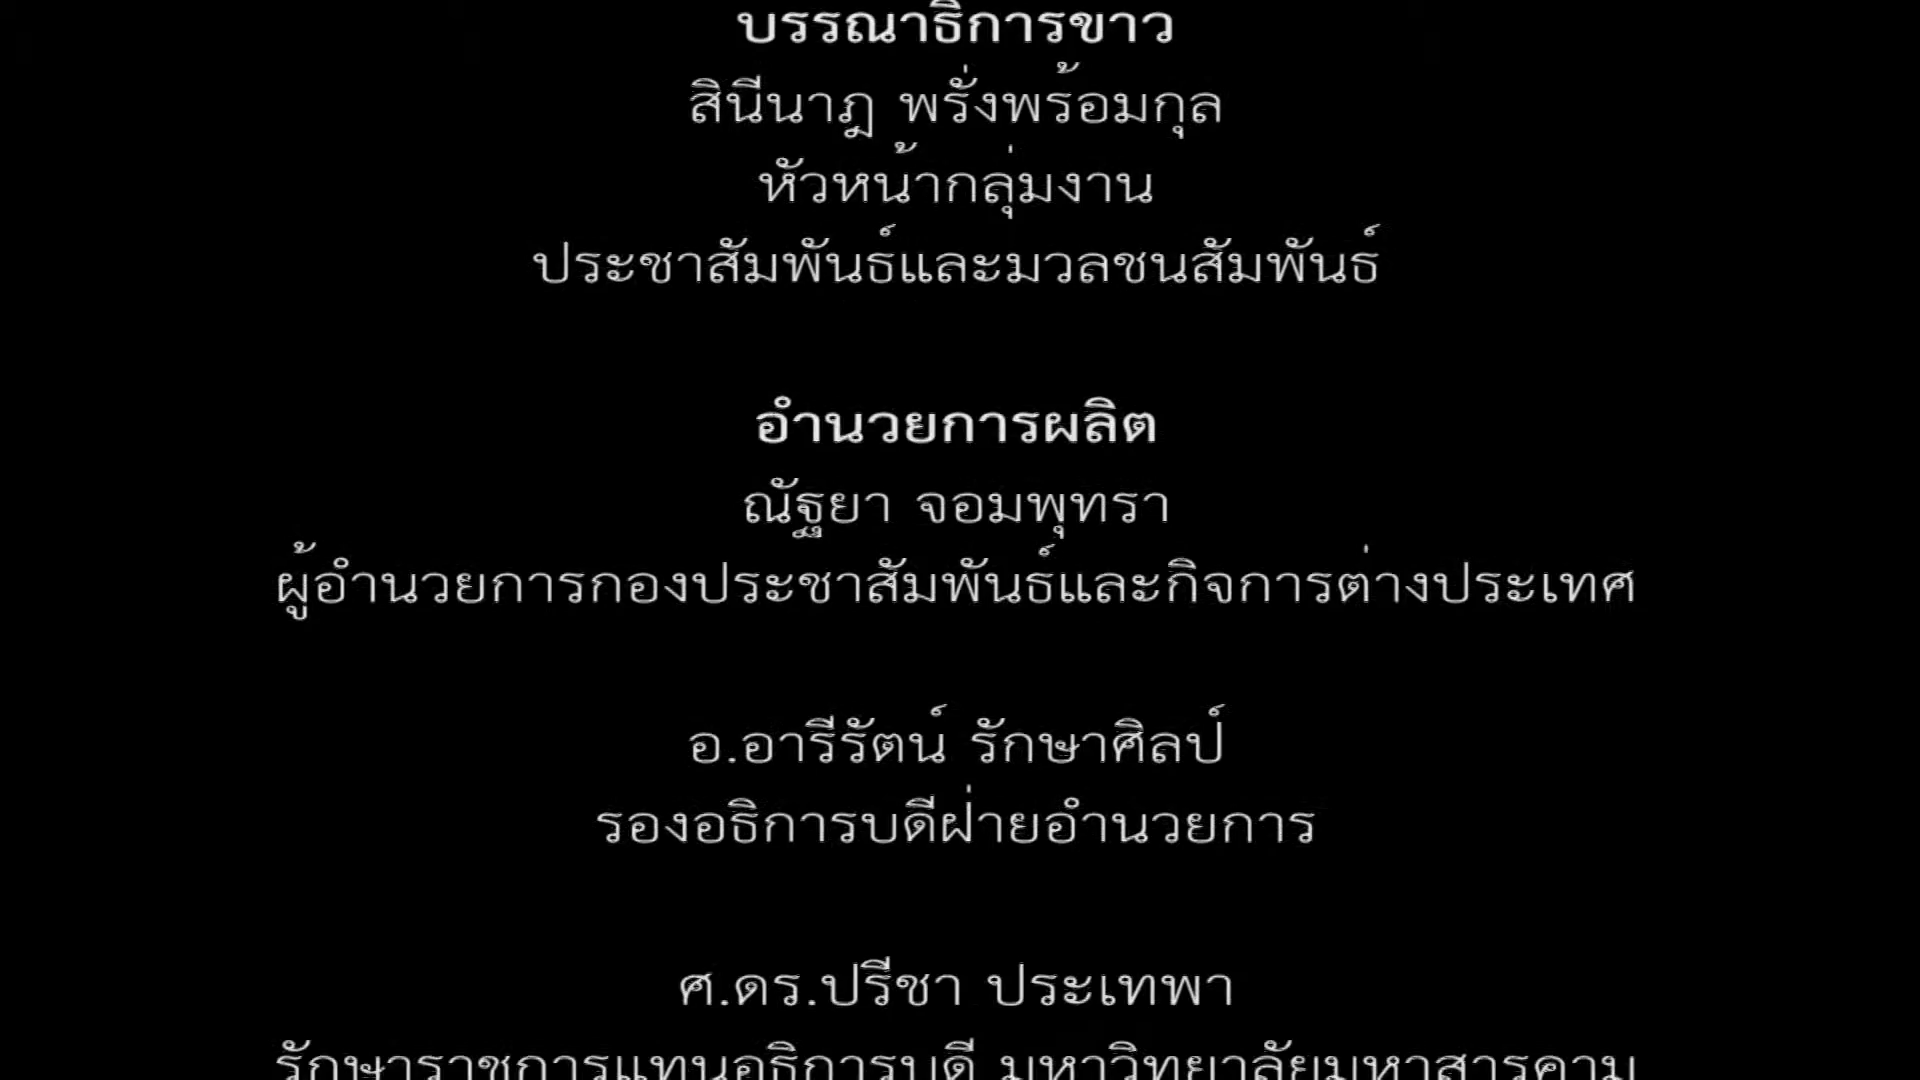 บรรณาธิการขาว
สินีนาฎ พรั่งพร้อมกุล
หัวหน้ากลุ่มงาน
ประชาสัมพันธ์และมวลชนสัมพันธ์
อำนวยการผลิต
ณัฐยา จอมพุทรา
ผู้อำนวยการกองประชาสัมพันธ์และกิจการต่างประเทศ
อ.อารีรัตน์ รักษาศิลป์
รองอธิการบดีฝ่ายอำนวยการ
ศ.ดร.ปรีชา ประเทพา
รักษาราชการแทนอธิการบดี มหาวิทยาลัยมหาสารคาม